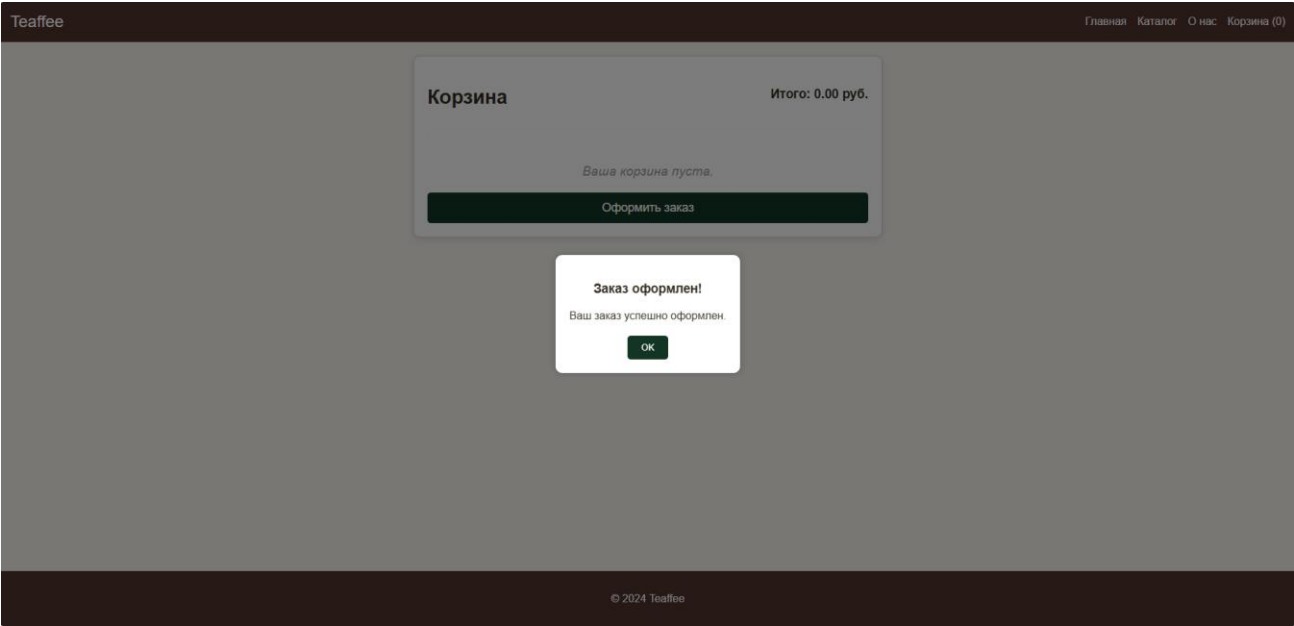 Teaffee
Главная Каталог О нас Корзина (0)
Корзина
Итого: 0.00 руб.
Ваша корзина пуста.
Оформить заказ
Заказ оформлен!
Ваш заказ успешно оформлен.
ОК
© 2024 Teaffee